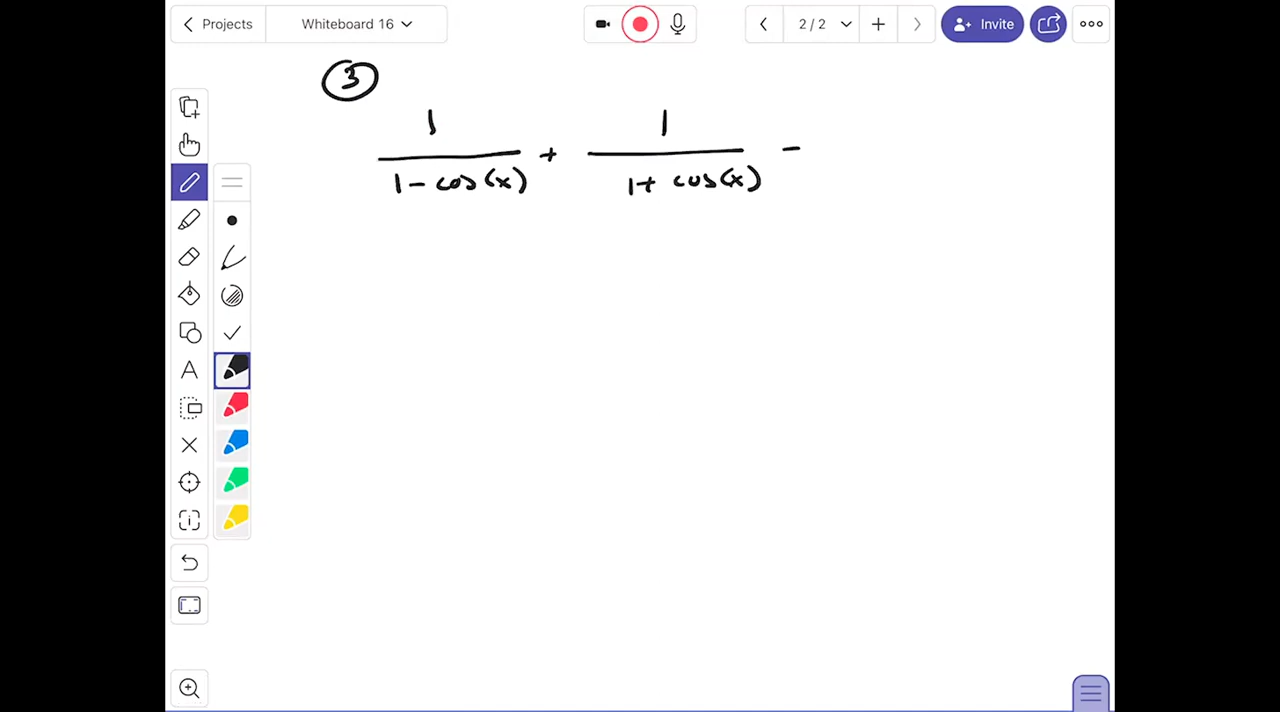 Projects Whiteboard 16 2 / 2 Invite
3
1 1
+ -
1 - cos(x) 1 + cos(x)
A